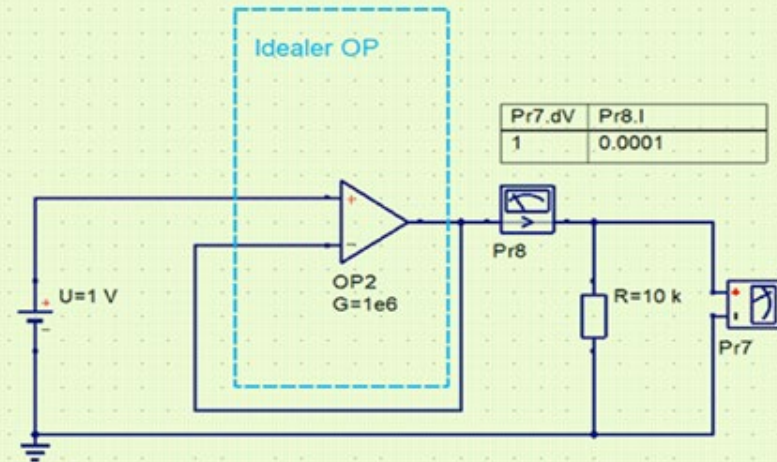 Idealer OP
Pr7.dV Pr8.I
1 0.0001
Pr8
OP2
G=1e6
U=1 V
R=10 k
Pr7